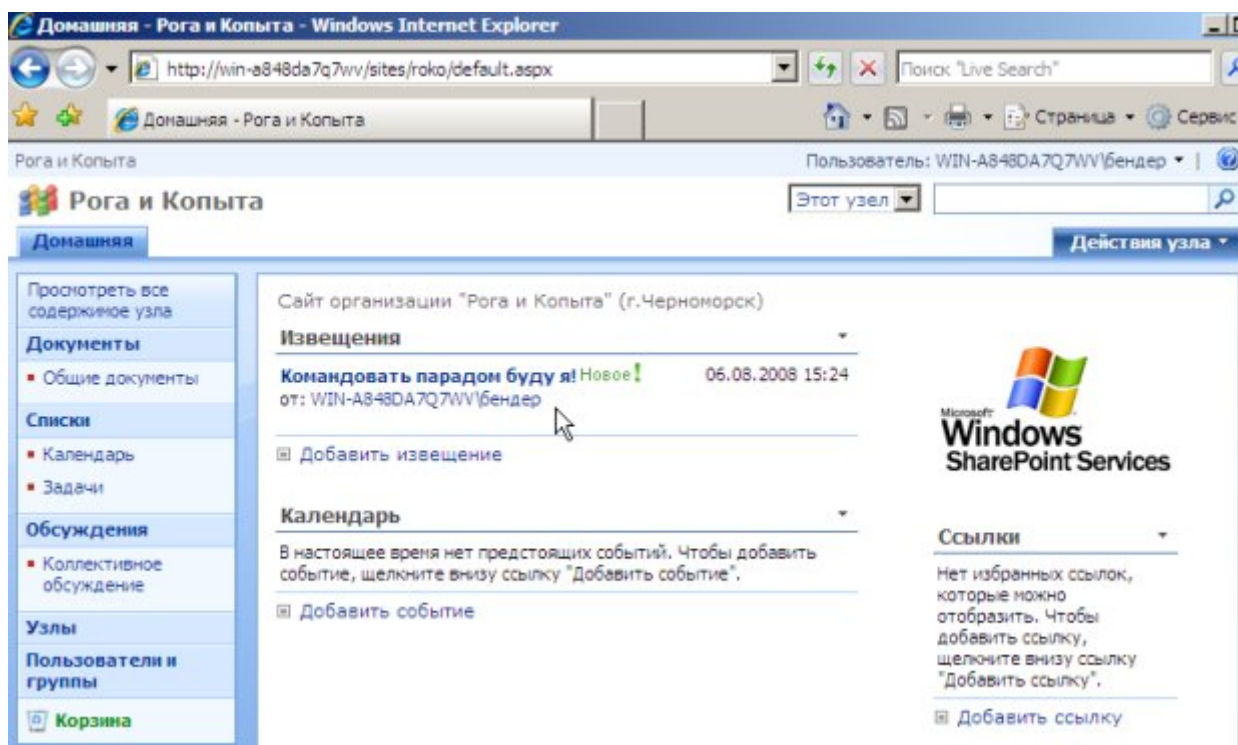 Домашняя - Рога и Копыта - Windows Internet Explorer
http://win-a848da7q7wv/sites/roko/default.aspx
Поиск "Live Search"
Домашняя - Рога и Копыта
Страница
Сервис
Рога и Копыта
Пользователь: WIN-A848DA7Q7WV\бендер
Рога и Копыта
Этот узел
Домашняя
Действия узла
Просмотреть все
содержимое узла
Документы
Общие документы
Списки
Календарь
Задачи
Обсуждения
Коллективное
обсуждение
Узлы
Пользователи и
группы
Корзина
Сайт организации "Рога и Копыта" (г.Черноморск)
Извещения
Командовать парадом буду я! Новое! 06.08.2008 15:24
от: WIN-A848DA7Q7WV\бендер
Добавить извещение
Календарь
В настоящее время нет предстоящих событий. Чтобы добавить
событие, щелкните внизу ссылку "Добавить событие".
Добавить событие
Microsoft
Windows
SharePoint Services
Ссылки
Нет избранных ссылок,
которые можно
отобразить. Чтобы
добавить ссылку,
щелкните внизу ссылку
"Добавить ссылку".
Добавить ссылку